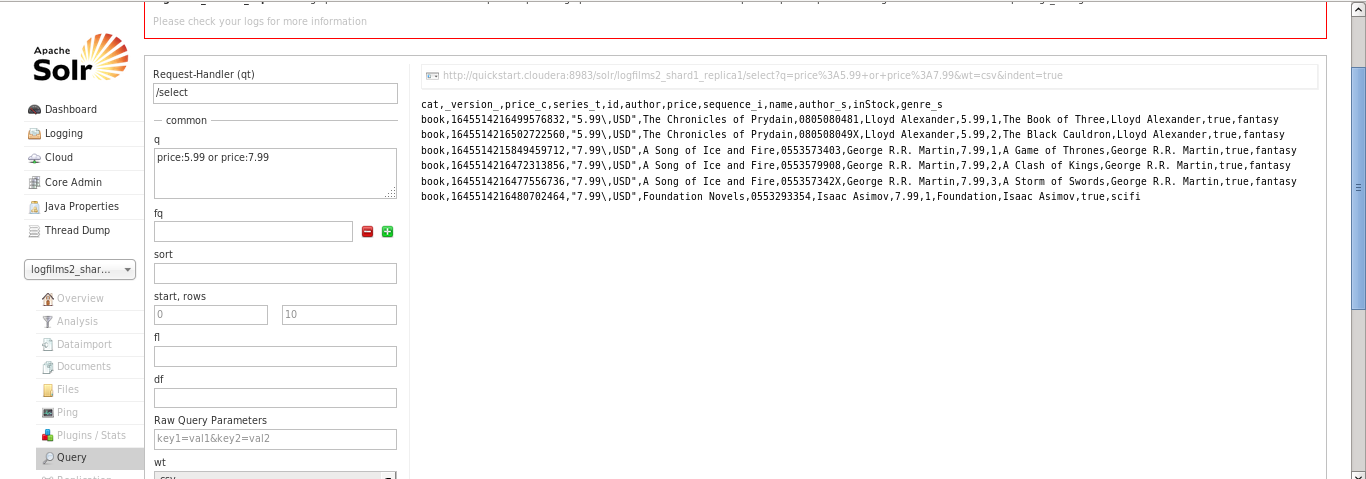 Please check your logs for more information
Apache
Solr
Dashboard
Logging
Cloud
Core Admin
Java Properties
Thread Dump
logfilms2_shar...
Overview
Analysis
Dataimport
Documents
Files
Ping
Plugins / Stats
Query
Replication
Request-Handler (qt)
/select
common
q
price:5.99 or price:7.99
fq
sort
start, rows
0 10
fl
df
Raw Query Parameters
key1=val1&key2=val2
wt
csv
http://quickstart.cloudera:8983/solr/logfilms2_shard1_replica1/select?q=price%3A5.99+or+price%3A7.99&wt=csv&indent=true
cat,_version_,price_c,series_t,id,author,price,sequence_i,name,author_s,inStock,genre_s
book,1645514216499576832,"5.99\,USD",The Chronicles of Prydain,0805080481,Lloyd Alexander,5.99,1,The Book of Three,Lloyd Alexander,true,fantasy
book,1645514216502722560,"5.99\,USD",The Chronicles of Prydain,080508049X,Lloyd Alexander,5.99,2,The Black Cauldron,Lloyd Alexander,true,fantasy
book,1645514215849459712,"7.99\,USD",A Song of Ice and Fire,0553573403,George R.R. Martin,7.99,1,A Game of Thrones,George R.R. Martin,true,fantasy
book,1645514216472313856,"7.99\,USD",A Song of Ice and Fire,0553579908,George R.R. Martin,7.99,2,A Clash of Kings,George R.R. Martin,true,fantasy
book,1645514216477556736,"7.99\,USD",A Song of Ice and Fire,055357342X,George R.R. Martin,7.99,3,A Storm of Swords,George R.R. Martin,true,fantasy
book,1645514216480702464,"7.99\,USD",Foundation Novels,0553293354,Isaac Asimov,7.99,1,Foundation,Isaac Asimov,true,scifi